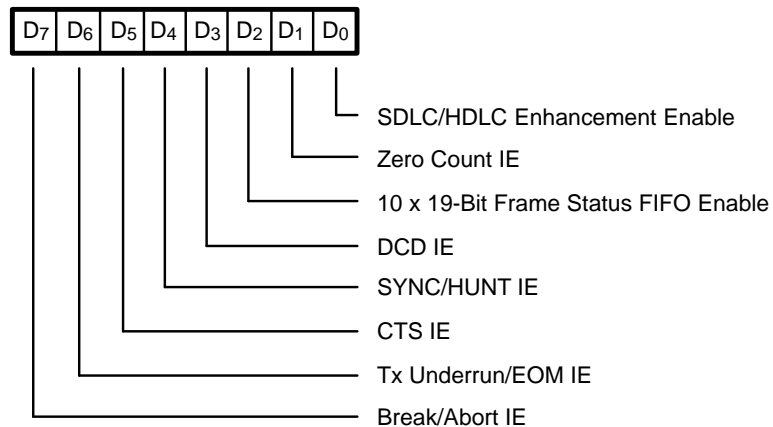 D7 D6 D5 D4 D3 D2 D1 D0
SDLC/HDLC Enhancement Enable
Zero Count IE
10 x 19-Bit Frame Status FIFO Enable
DCD IE
SYNC/HUNT IE
CTS IE
Tx Underrun/EOM IE
Break/Abort IE